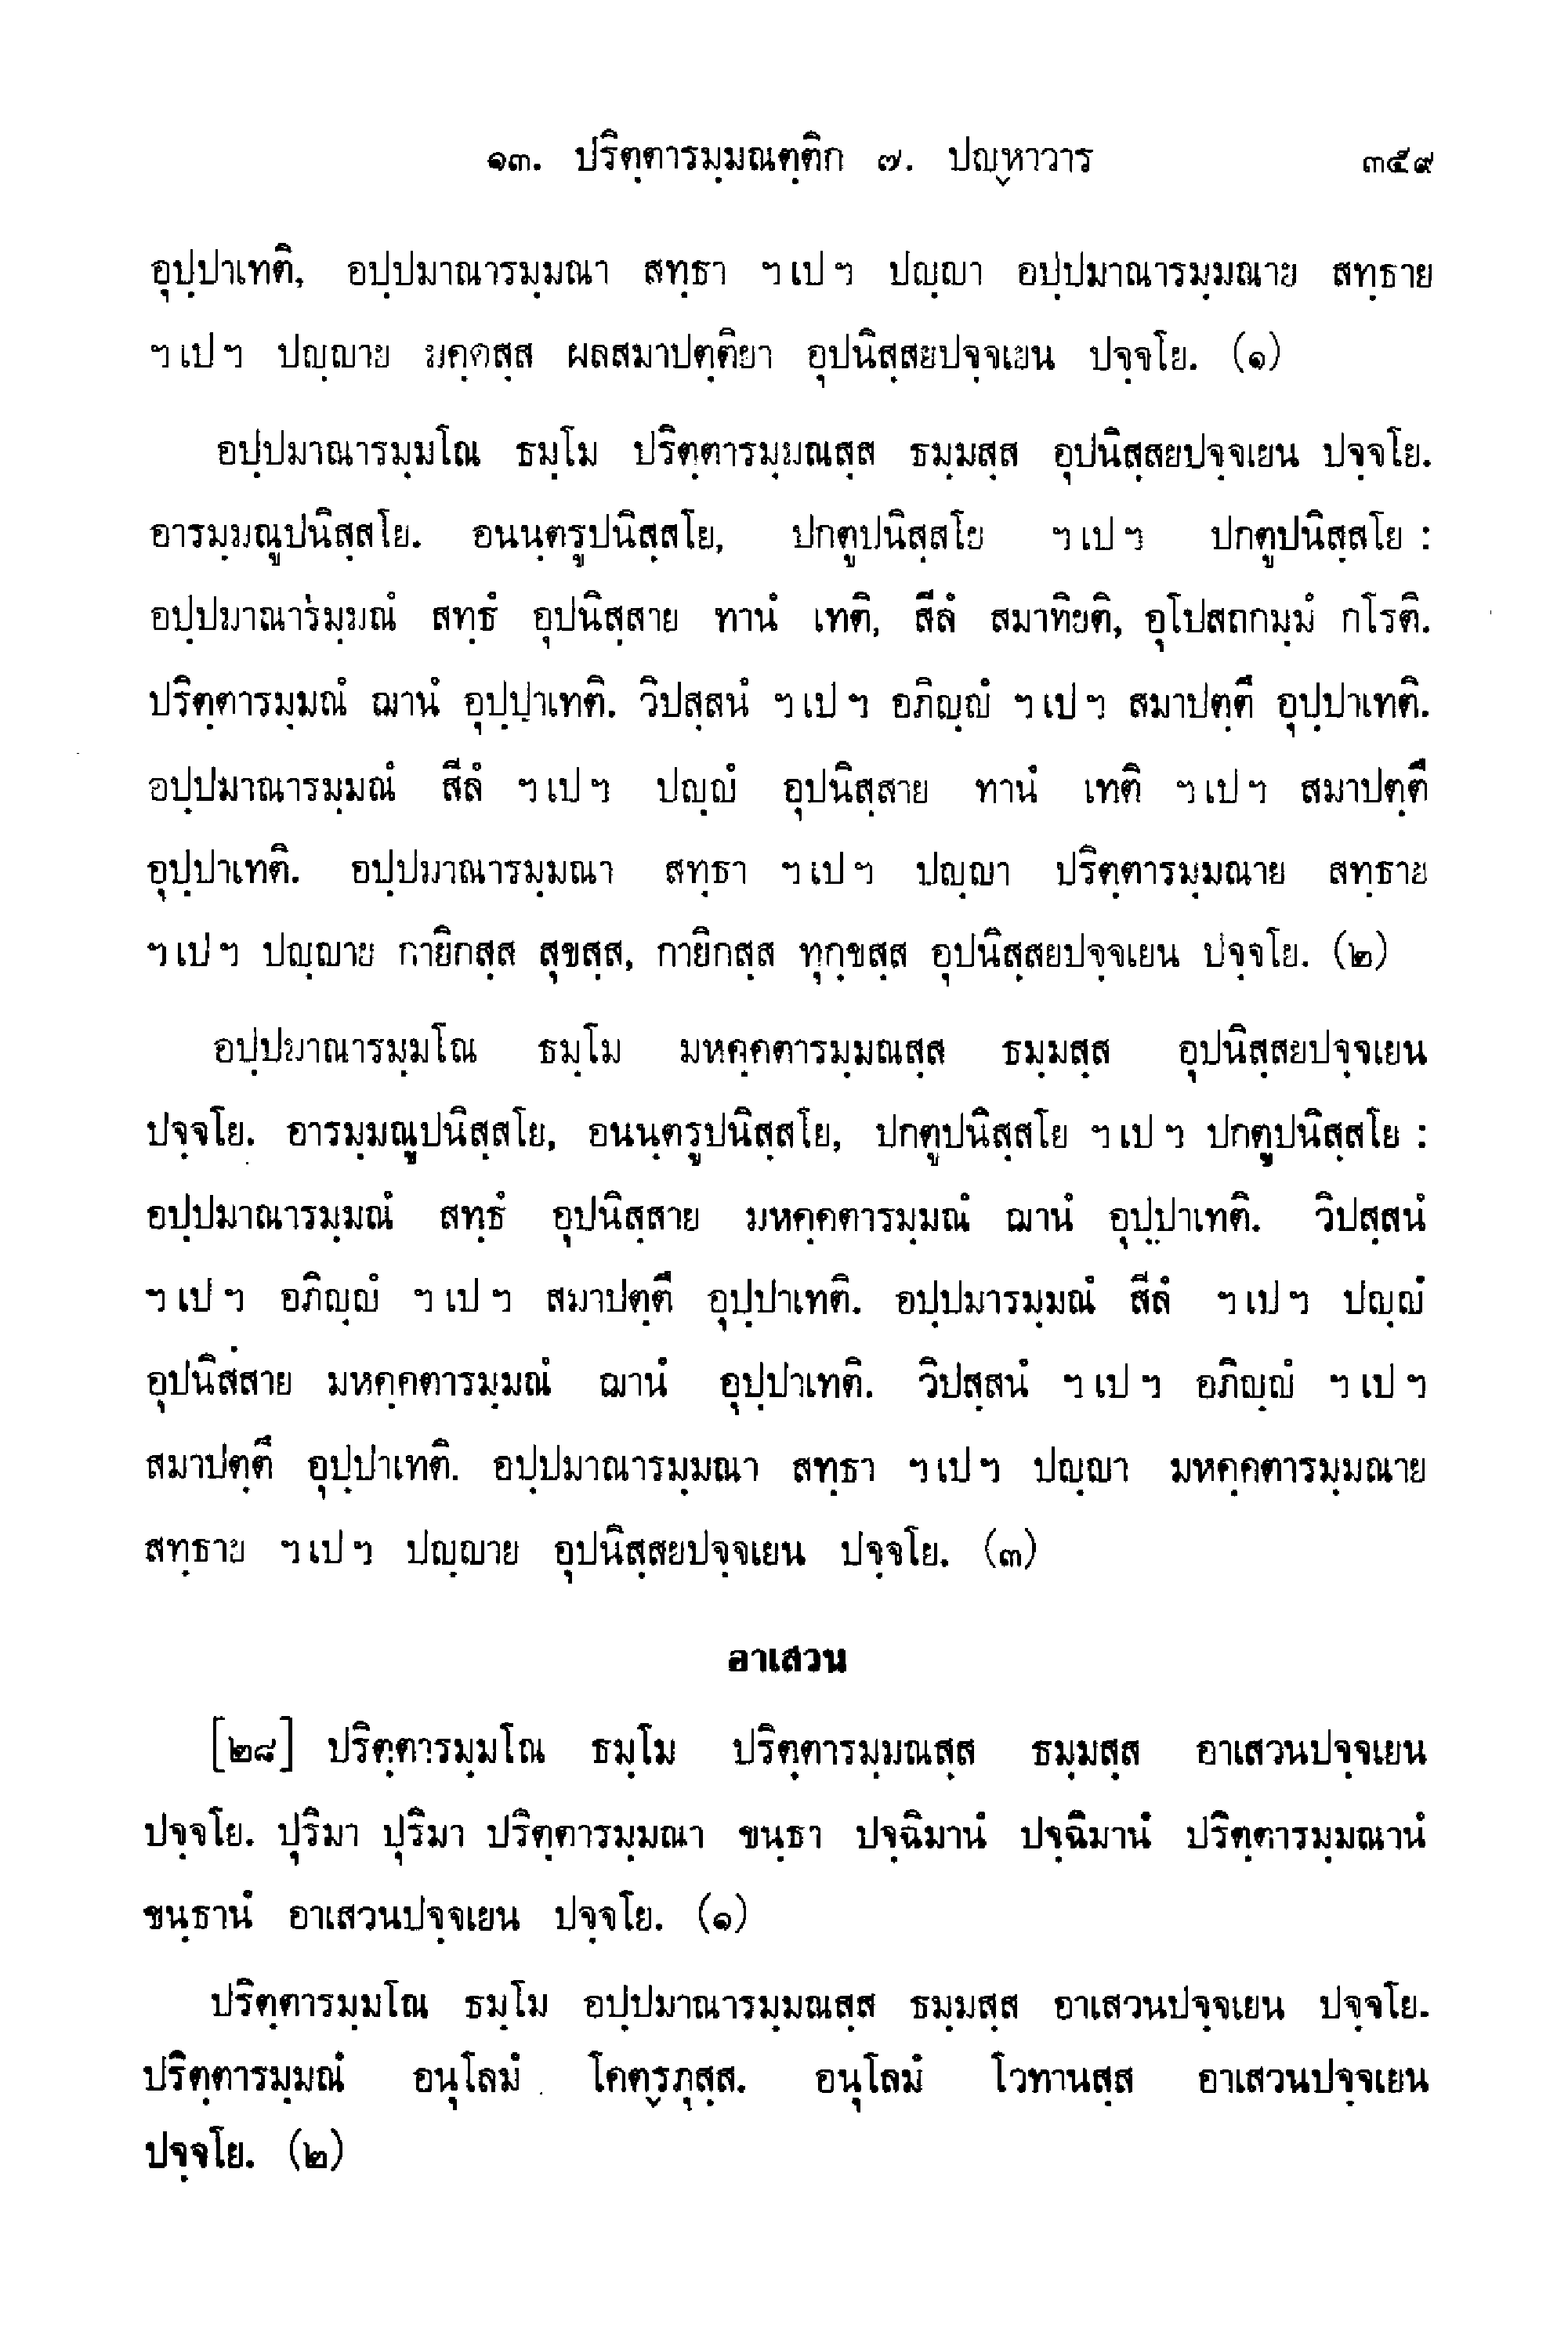 ๑๓. ปริตฺตารมฺมณตฺติก ๗. ปญฺหาวาร ๓๕๙
อุปฺปาเทติ, อปฺปมาณารมฺมณา สทฺธา ฯ เป ฯ ปญฺญา อปฺปมาณารมฺมณาย สทฺธาย
ฯ เป ฯ ปญฺญาย มคฺคสฺส ผลสมาปตฺติยา อุปนิสฺสยปจฺจเยน ปจฺจโย. (๑)
อปฺปมาณารมฺมโณ ธมฺโม ปริตฺตารมฺมณสฺส ธมฺมสฺส อุปนิสฺสยปจฺจเยน ปจฺจโย.
อารมฺมณูปนิสฺสโย. อนนฺตรูปนิสฺสโย, ปกตูปนิสฺสโย ฯ เป ฯ ปกตูปนิสฺสโย :
อปฺปมาณารมฺมณํ สทฺธํ อุปนิสฺสาย ทานํ เทติ, สีลํ สมาทิยติ, อุโปสถกมฺมํ กโรติ.
ปริตฺตารมฺมณํ ฌานํ อุปฺปาเทติ. วิปสฺสนํ ฯ เป ฯ อภิญฺญํ ฯ เป ฯ สมาปตฺตึ อุปฺปาเทติ.
อปฺปมาณารมฺมณํ สีลํ ฯ เป ฯ ปญฺญํ อุปนิสฺสาย ทานํ เทติ ฯ เป ฯ สมาปตฺตึ
อุปฺปาเทติ. อปฺปมาณารมฺมณา สทฺธา ฯ เป ฯ ปญฺญา ปริตฺตารมฺมณาย สทฺธาย
ฯ เป ฯ ปญฺญาย กายิกสฺส สุขสฺส, กายิกสฺส ทุกฺขสฺส อุปนิสฺสยปจฺจเยน ปจฺจโย. (๒)
อปฺปมาณารมฺมโณ ธมฺโม มหคฺคตารมฺมณสฺส ธมฺมสฺส อุปนิสฺสยปจฺจเยน
ปจฺจโย. อารมฺมณูปนิสฺสโย, อนนฺตรูปนิสฺสโย, ปกตูปนิสฺสโย ฯ เป ฯ ปกตูปนิสฺสโย :
อปฺปมาณารมฺมณํ สทฺธํ อุปนิสฺสาย มหคฺคตารมฺมณํ ฌานํ อุปฺปาเทติ. วิปสฺสนํ
ฯ เป ฯ อภิญฺญํ ฯ เป ฯ สมาปตฺตึ อุปฺปาเทติ. อปฺปมารมฺมณํ สีลํ ฯ เป ฯ ปญฺญํ
อุปนิสฺสาย มหคฺคตารมฺมณํ ฌานํ อุปฺปาเทติ. วิปสฺสนํ ฯ เป ฯ อภิญฺญํ ฯ เป ฯ
สมาปตฺตึ อุปฺปาเทติ. อปฺปมาณารมฺมณา สทฺธา ฯ เป ฯ ปญฺญา มหคฺคตารมฺมณาย
สทฺธาย ฯ เป ฯ ปญฺญาย อุปนิสฺสยปจฺจเยน ปจฺจโย. (๓)
อาเสวน
[๒๘] ปริตฺตารมฺมโณ ธมฺโม ปริตฺตารมฺมณสฺส ธมฺมสฺส อาเสวนปจฺจเยน
ปจฺจโย. ปุริมา ปุริมา ปริตฺตารมฺมณา ขนฺธา ปจฺฉิมานํ ปจฺฉิมานํ ปริตฺตารมฺมณานํ
ขนฺธานํ อาเสวนปจฺจเยน ปจฺจโย. (๑)
ปริตฺตารมฺมโณ ธมฺโม อปฺปมาณารมฺมณสฺส ธมฺมสฺส อาเสวนปจฺจเยน ปจฺจโย.
ปริตฺตารมฺมณํ อนุโลมํ โคตฺรภุสฺส. อนุโลมํ โวทานสฺส อาเสวนปจฺจเยน
ปจฺจโย. (๒)